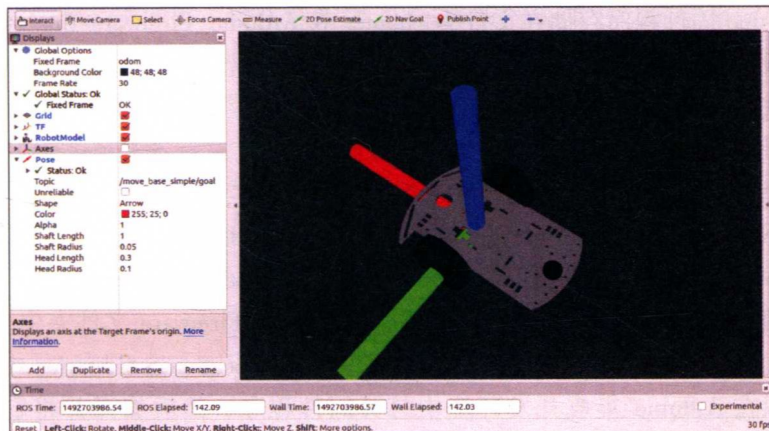 Interact Move Camera Select Focus Camera Measure 2D Pose Estimate 2D Nav Goal Publish Point
Displays
Global Options
Fixed Frame odom
Background Color 48; 48; 48
Frame Rate 30
Global Status: Ok
Fixed Frame OK
Grid
TF
RobotModel
Axes
Pose
Status: Ok
Topic /move_base_simple/goal
Unreliable
Shape Arrow
Color 255; 25; 0
Alpha 1
Shaft Length 1
Shaft Radius 0.05
Head Length 0.3
Head Radius 0.1
Axes
Displays an axis at the Target Frame's origin. More
Information.
Add Duplicate Remove Rename
Time
ROS Time: 1492703986.54 ROS Elapsed: 142.09 Wall Time: 1492703986.57 Wall Elapsed: 142.03 Experimental
Reset Left-Click: Rotate. Middle-Click: Move X/Y. Right-Click: Move Z. Shift: More options. 30 fps